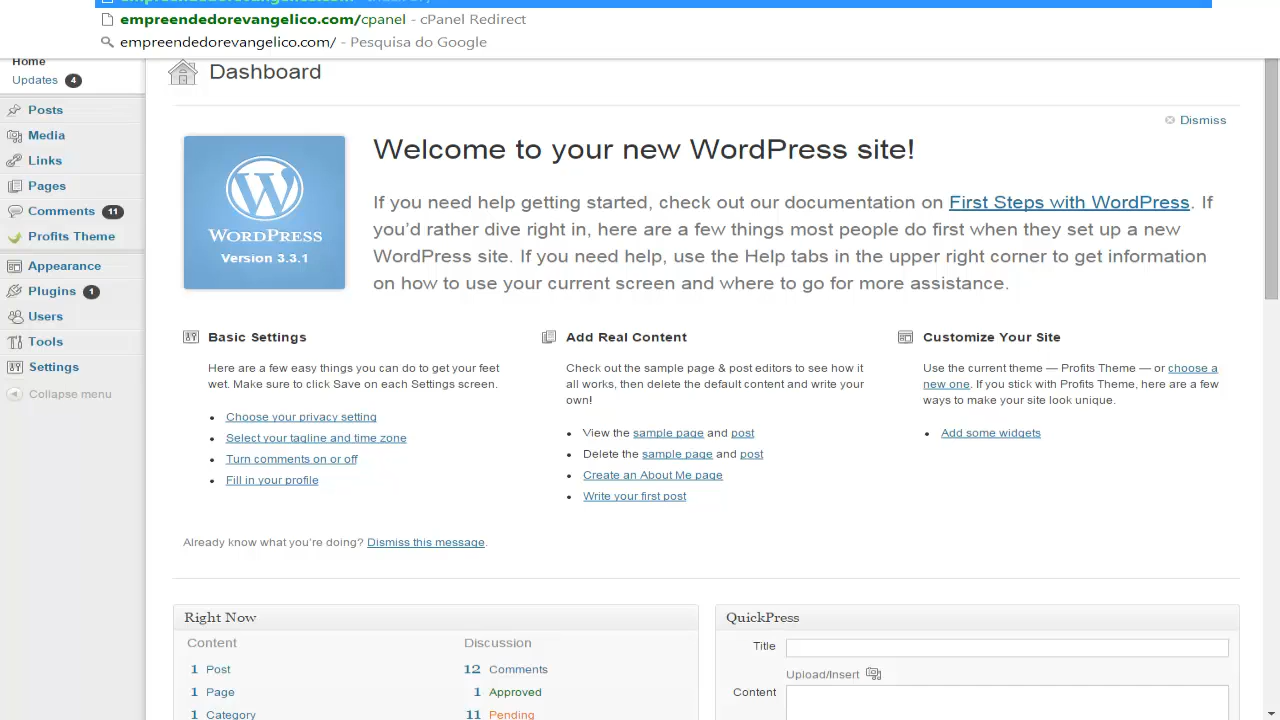 empreendedorevangelico.com/cpanel - cPanel Redirect
empreendedorevangelico.com/ - Pesquisa do Google
Home
Updates 4
Posts
Media
Links
Pages
Comments 11
Profits Theme
Appearance
Plugins 1
Users
Tools
Settings
Collapse menu
Dashboard
Dismiss
WORDPRESS
Version 3.3.1
Welcome to your new WordPress site!
If you need help getting started, check out our documentation on First Steps with WordPress. If
you’d rather dive right in, here are a few things most people do first when they set up a new
WordPress site. If you need help, use the Help tabs in the upper right corner to get information
on how to use your current screen and where to go for more assistance.
Basic Settings
Here are a few easy things you can do to get your feet
wet. Make sure to click Save on each Settings screen.
Choose your privacy setting
Select your tagline and time zone
Turn comments on or off
Fill in your profile
Add Real Content
Check out the sample page & post editors to see how it
all works, then delete the default content and write your
own!
View the sample page and post
Delete the sample page and post
Create an About Me page
Write your first post
Customize Your Site
Use the current theme — Profits Theme — or choose a
new one. If you stick with Profits Theme, here are a few
ways to make your site look unique.
Add some widgets
Already know what you’re doing? Dismiss this message.
Right Now
Content
1 Post
1 Page
1 Category
Discussion
12 Comments
1 Approved
11 Pending
QuickPress
Title
Upload/Insert
Content